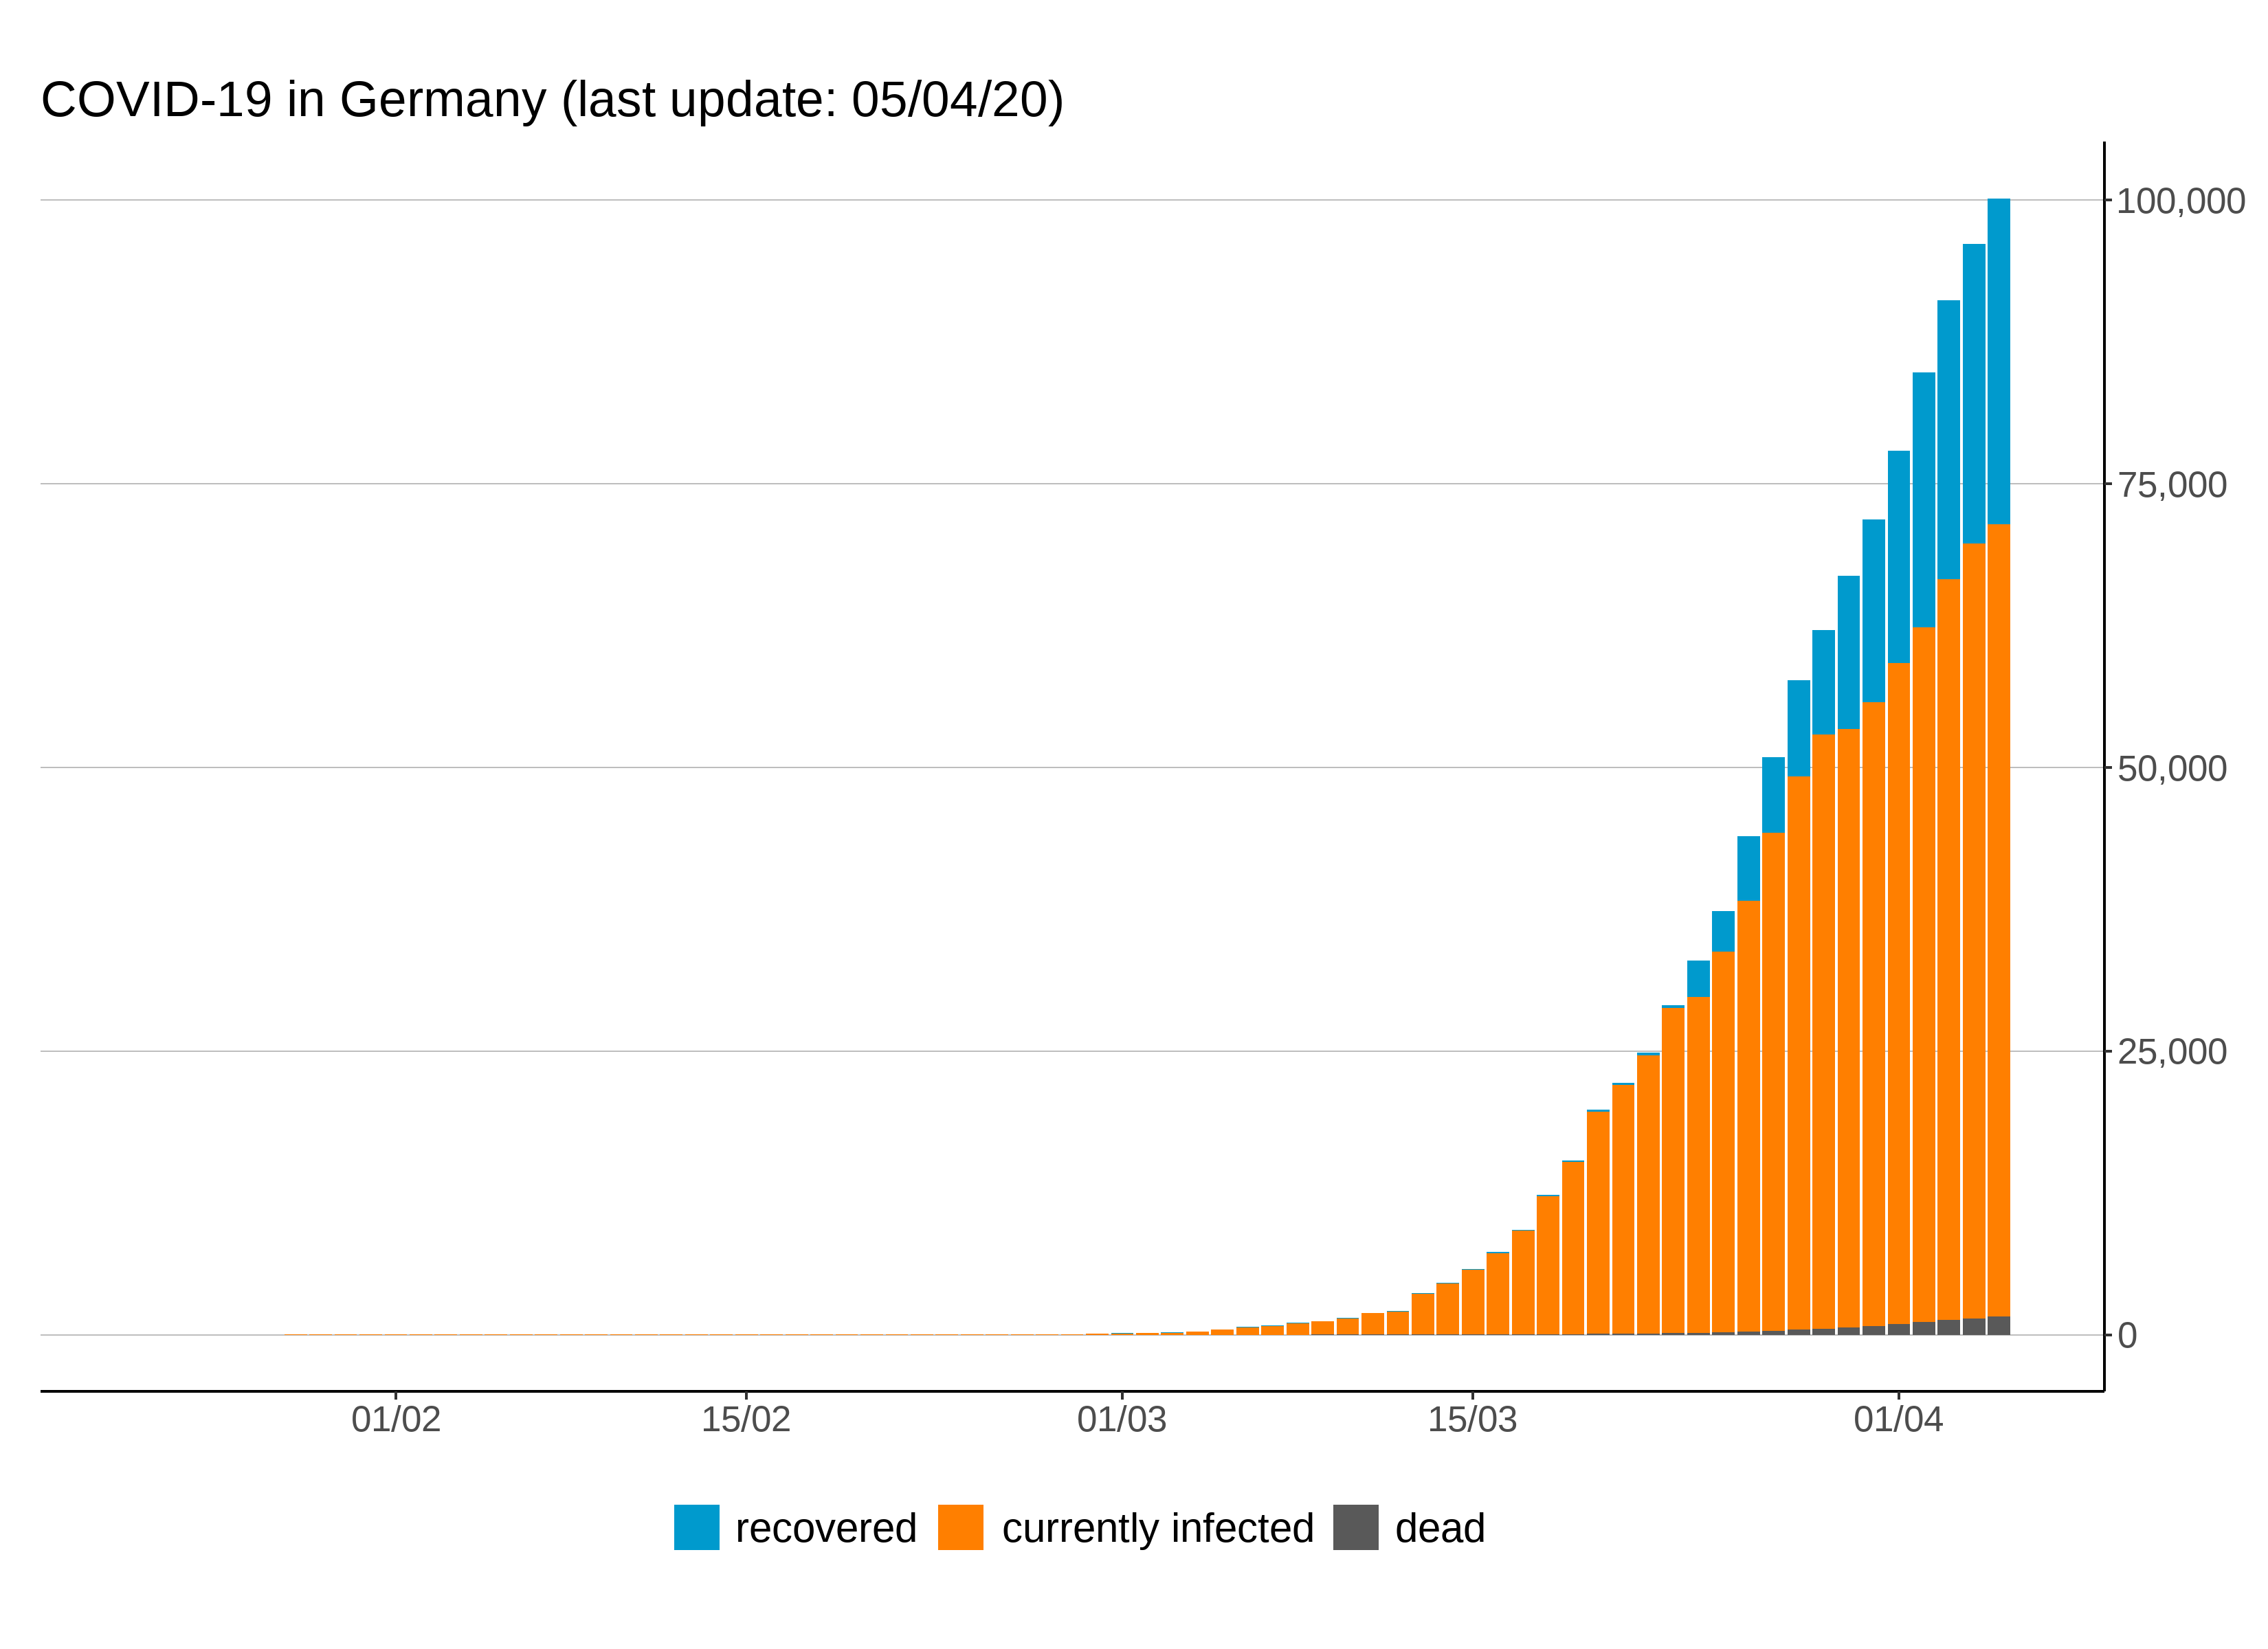 COVID-19 in Germany (last update: 05/04/20)
100,000
75,000
50,000
25,000
0
01/02 15/02 01/03 15/03 01/04
recovered currently infected dead